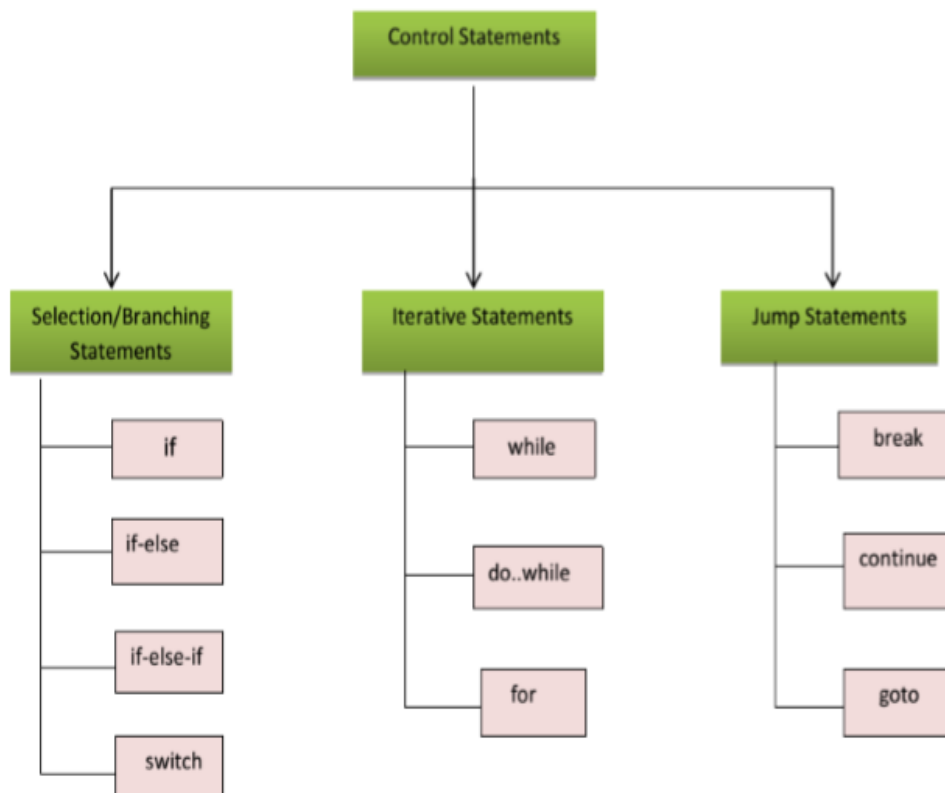 Control Statements
Selection/Branching
Statements
if
if-else
if-else-if
switch
Iterative Statements
while
do..while
for
Jump Statements
break
continue
goto